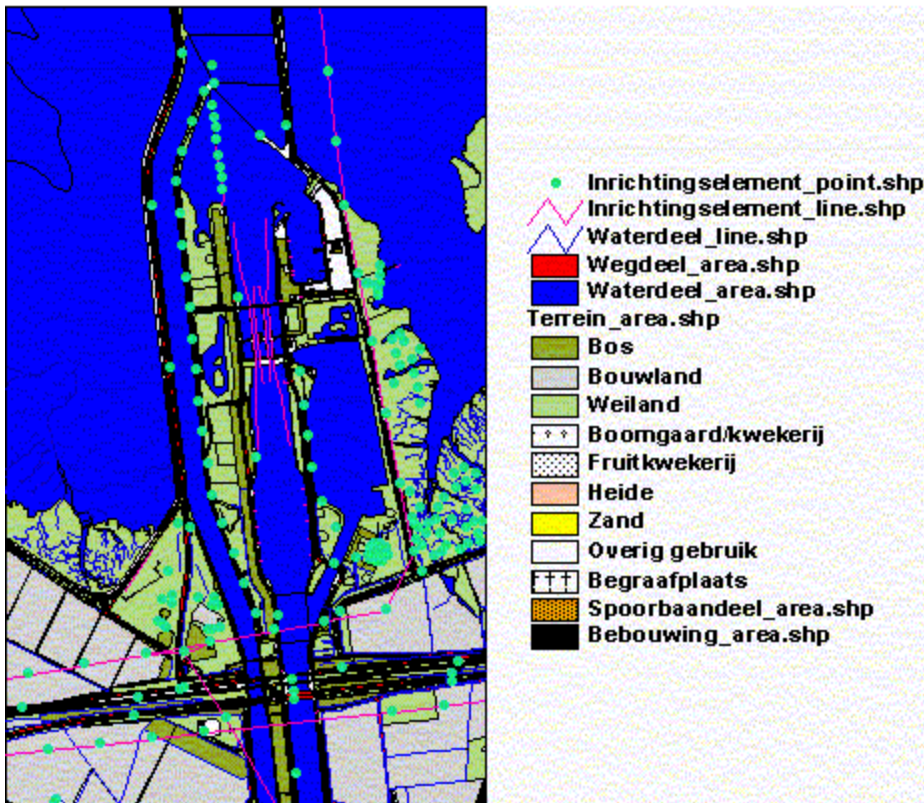 Inrichtingselement_point.shp
Inrichtingselement_line.shp
Waterdeel_line.shp
Wegdeel_area.shp
Waterdeel_area.shp
Terrein_area.shp
Bos
Bouwland
Weiland
Boomgaard/kwekerij
Fruitkwekerij
Heide
Zand
Overig gebruik
Begraafplaats
Spoorbaandeel_area.shp
Bebouwing_area.shp